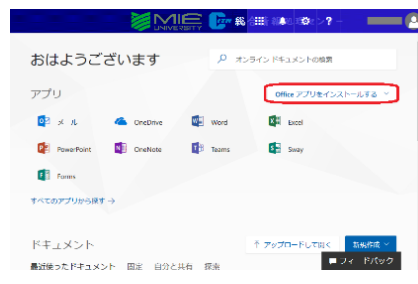 MIE
UNIVERSITY
?
おはようございます
オンライン ドキュメントの検索
アプリ
Office アプリをインストールする
メール
OneDrive
Word
Excel
PowerPoint
OneNote
Teams
Sway
Forms
すべてのアプリから探す →
ドキュメント
アップロードして開く
新規作成
最近使ったドキュメント 固定 自分と共有 探索
フィードバック